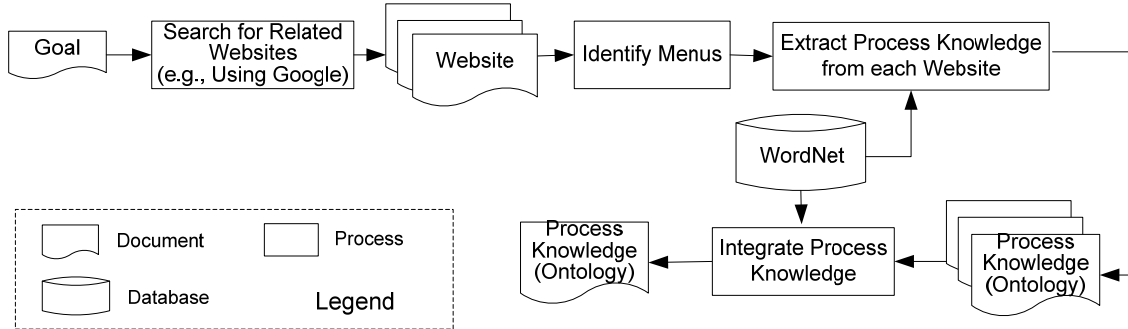 Goal
Search for Related
Websites
(e.g., Using Google)
Website
Identify Menus
Extract Process Knowledge
from each Website
WordNet
Process
Knowledge
(Ontology)
Integrate Process
Knowledge
Process
Knowledge
(Ontology)
Document
Process
Database
Legend